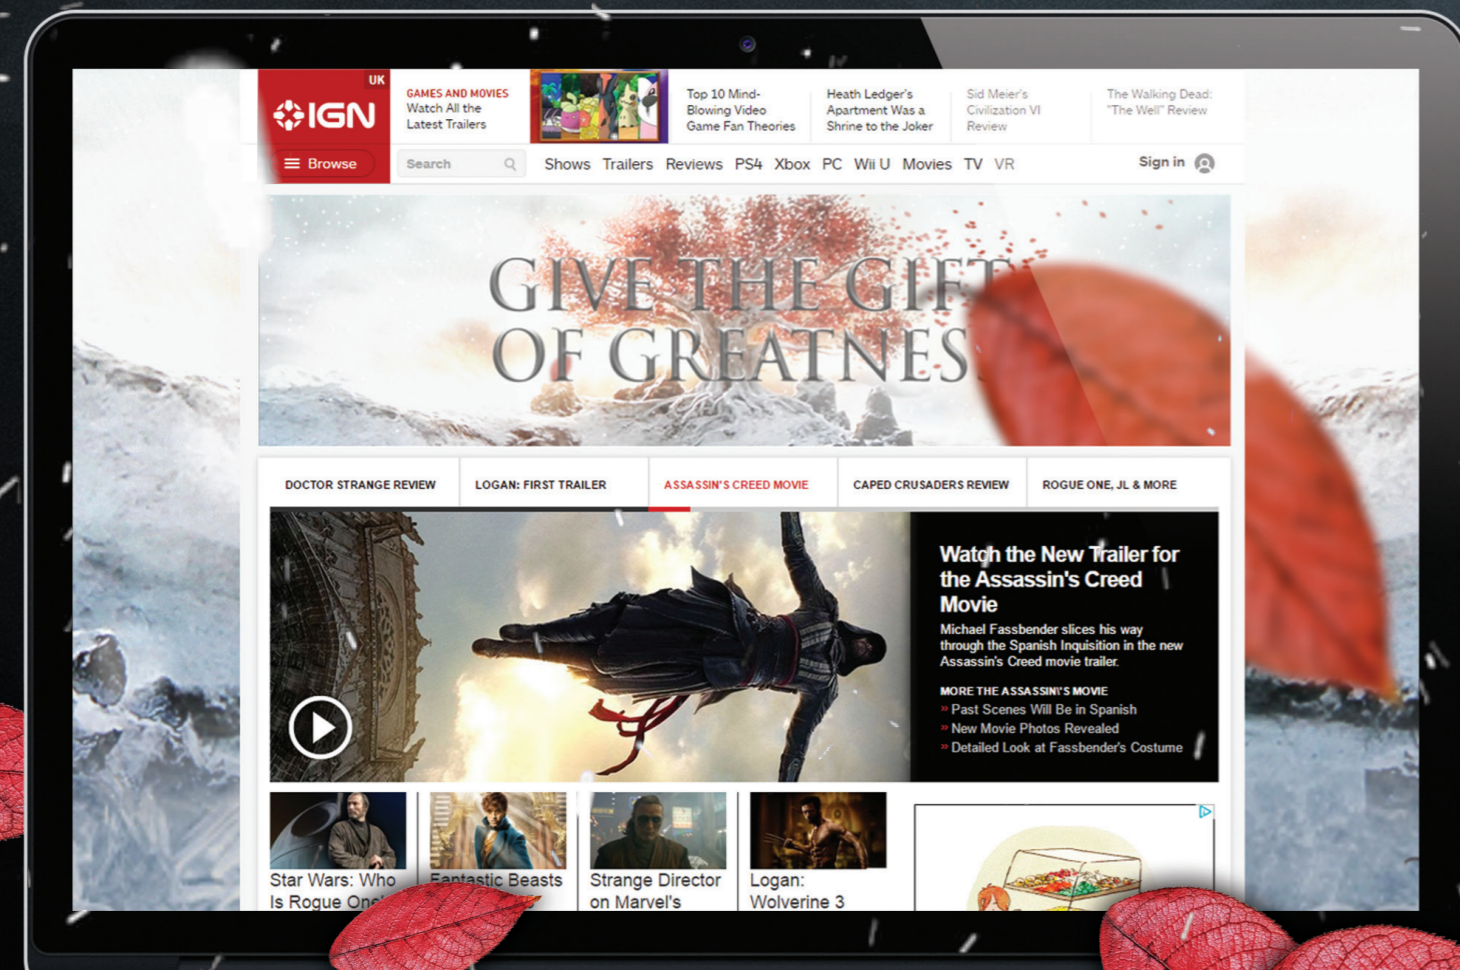 UK
IGN
GAMES AND MOVIES
Watch All the
Latest Trailers
Top 10 Mind-
Blowing Video
Game Fan Theories
Heath Ledger's
Apartment Was a
Shrine to the Joker
Sid Meier's
Civilization VI
Review
The Walking Dead:
"The Well" Review
Browse
Search
Shows Trailers Reviews PS4 Xbox PC Wii U Movies TV VR
Sign in
GIVE THE GIFT
OF GREATNES
DOCTOR STRANGE REVIEW
LOGAN: FIRST TRAILER
ASSASSIN'S CREED MOVIE
CAPED CRUSADERS REVIEW
ROGUE ONE, JL & MORE
Watch the New Trailer for
the Assassin's Creed
Movie
Michael Fassbender slices his way
through the Spanish Inquisition in the new
Assassin's Creed movie trailer.
MORE THE ASSASSIN\'S MOVIE
» Past Scenes Will Be in Spanish
» New Movie Photos Revealed
» Detailed Look at Fassbender's Costume
Star Wars: Who
Is Rogue One'
Fantastic Beasts
Strange Director
on Marvel's
Logan:
Wolverine 3